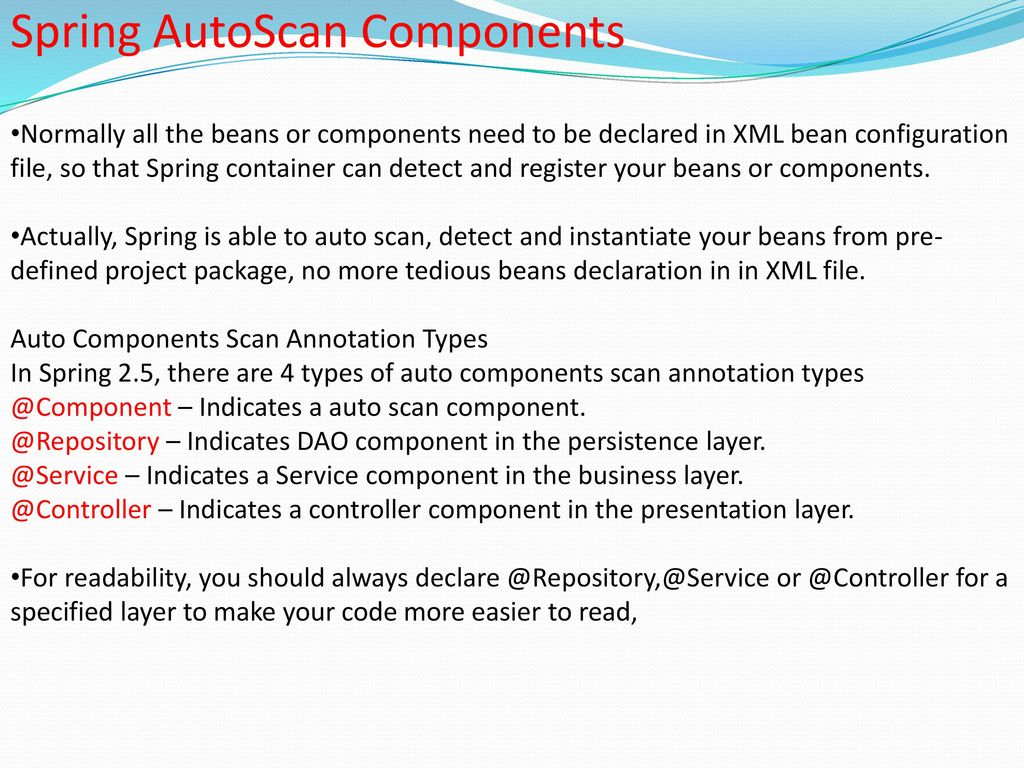 Spring AutoScan Components
•Normally all the beans or components need to be declared in XML bean configuration
file, so that Spring container can detect and register your beans or components.
•Actually, Spring is able to auto scan, detect and instantiate your beans from pre-
defined project package, no more tedious beans declaration in in XML file.
Auto Components Scan Annotation Types
In Spring 2.5, there are 4 types of auto components scan annotation types
@Component – Indicates a auto scan component.
@Repository – Indicates DAO component in the persistence layer.
@Service – Indicates a Service component in the business layer.
@Controller – Indicates a controller component in the presentation layer.
•For readability, you should always declare @Repository,@Service or @Controller for a
specified layer to make your code more easier to read,